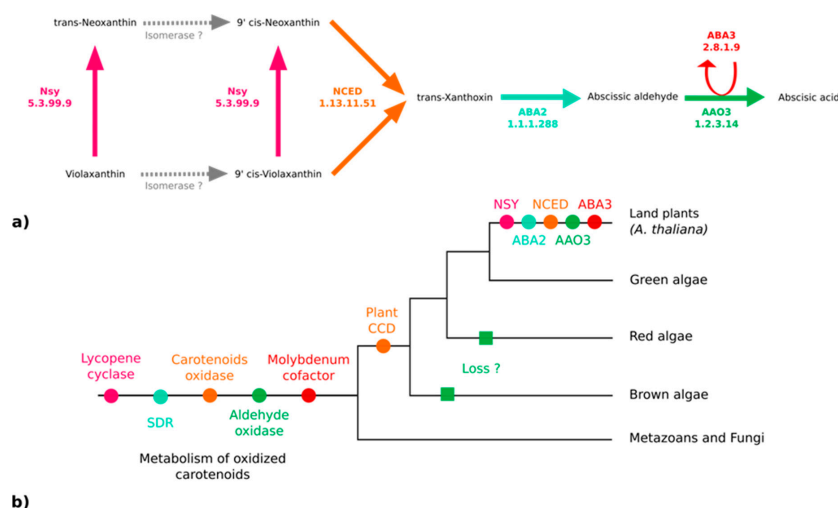 trans-Neoxanthin
Isomerase ?
9' cis-Neoxanthin
Nsy
5.3.99.9
Nsy
5.3.99.9
NCED
1.13.11.51
trans-Xanthoxin
ABA2
1.1.1.288
Abscissic aldehyde
ABA3
2.8.1.9
AAO3
1.2.3.14
Abscisic acid
Violaxanthin
Isomerase ?
9' cis-Violaxanthin
a)
NSY
NCED
ABA3
ABA2
AAO3
Land plants
(A. thaliana)
Green algae
Plant
CCD
Red algae
Loss ?
Lycopene
cyclase
Carotenoids
oxidase
Molybdenum
cofactor
SDR
Aldehyde
oxidase
Brown algae
Metazoans and Fungi
Metabolism of oxidized
carotenoids
b)